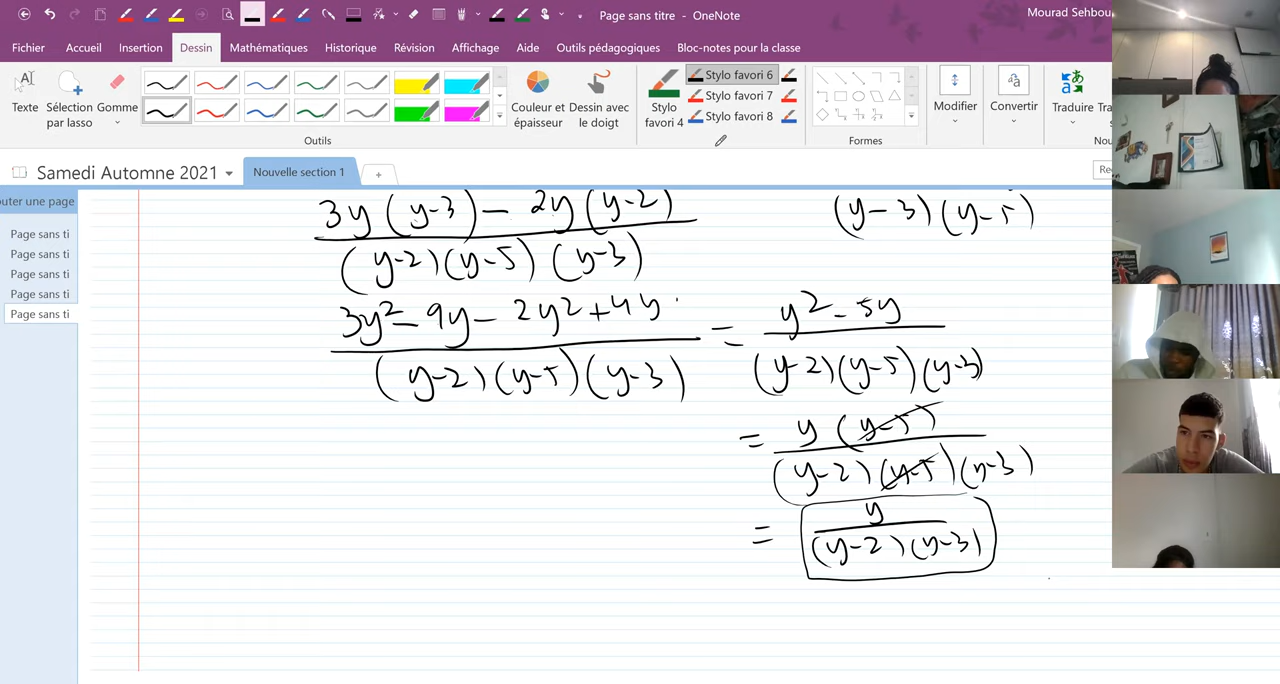 Page sans titre - OneNote
Mourad Sehbou
Fichier Accueil Insertion Dessin Mathématiques Historique Révision Affichage Aide Outils pédagogiques Bloc-notes pour la classe
Texte Sélection par lasso Gomme
Couleur et épaisseur Dessin avec le doigt
Stylo favori 4
Stylo favori 6
Stylo favori 7
Stylo favori 8
Modifier Convertir Traduire
Outils Formes Nou
Samedi Automne 2021 Nouvelle section 1 +
outer une page
Page sans ti
Page sans ti
Page sans ti
Page sans ti
Page sans ti
3y(y-3) - 2y(y-2)
(y-2)(y-5)(y-3)
(y-3)(y-5)
3y² - 9y - 2y² + 4y = y² - 5y
(y-2)(y-5)(y-3) (y-2)(y-5)(y-3)
= y(y-5)
(y-2)(y-5)(y-3)
= y
(y-2)(y-3)